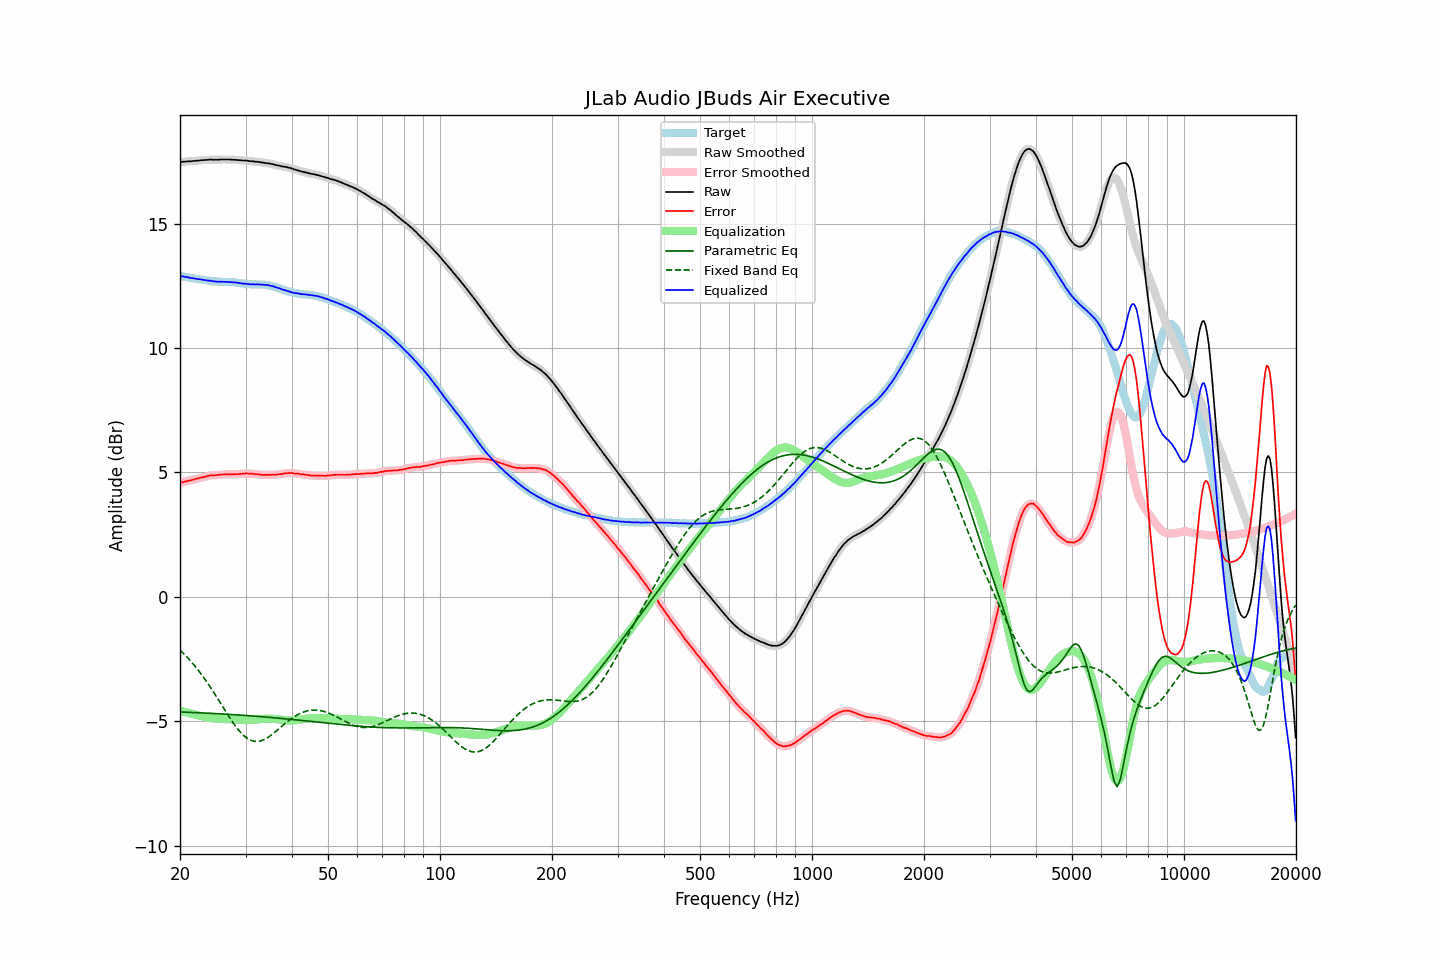 JLab Audio JBuds Air Executive
Target
Raw Smoothed
Error Smoothed
Raw
Error
Equalization
Parametric Eq
Fixed Band Eq
Equalized
Amplitude (dBr)
15
10
5
0
−5
−10
20 50 100 200 500 1000 2000 5000 10000 20000
Frequency (Hz)